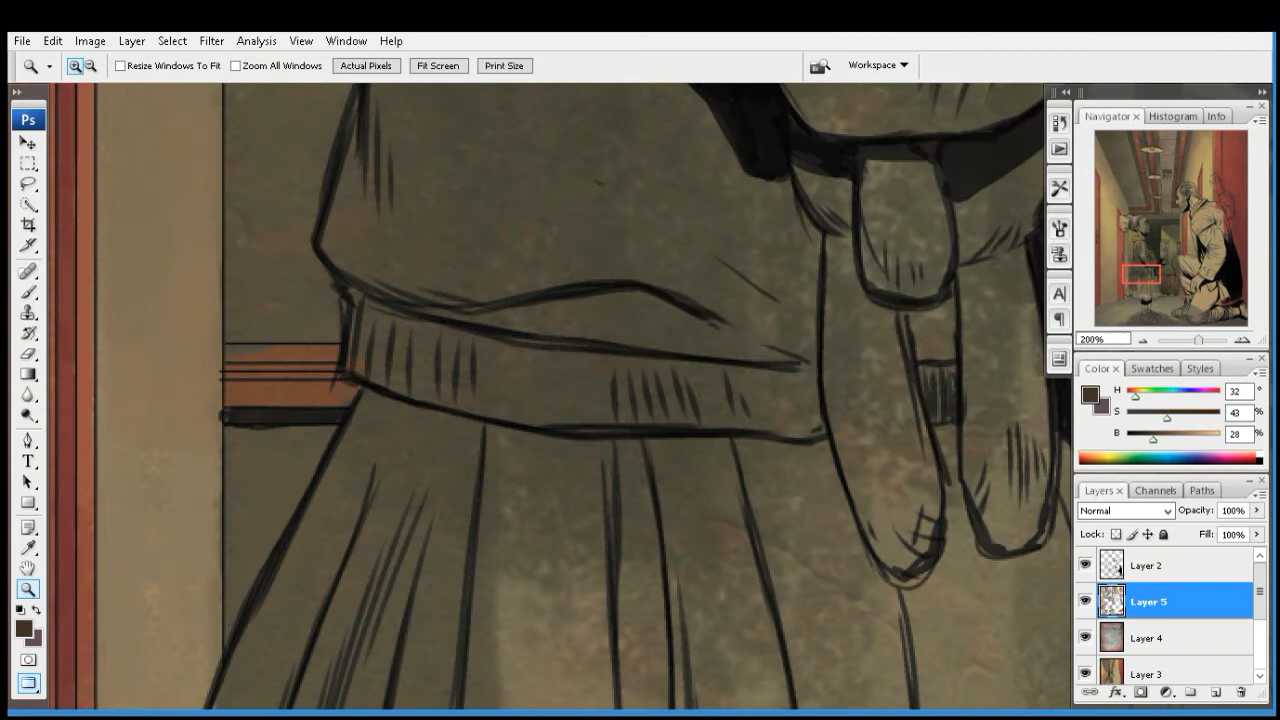 File Edit Image Layer Select Filter Analysis View Window Help
Resize Windows To Fit Zoom All Windows Actual Pixels Fit Screen Print Size Workspace
Ps
Navigator Histogram Info
200%
Color Swatches Styles
H 32 °
S 43 %
B 28 %
Layers Channels Paths
Normal Opacity: 100%
Lock: Fill: 100%
Layer 2
Layer 5
Layer 4
Layer 3